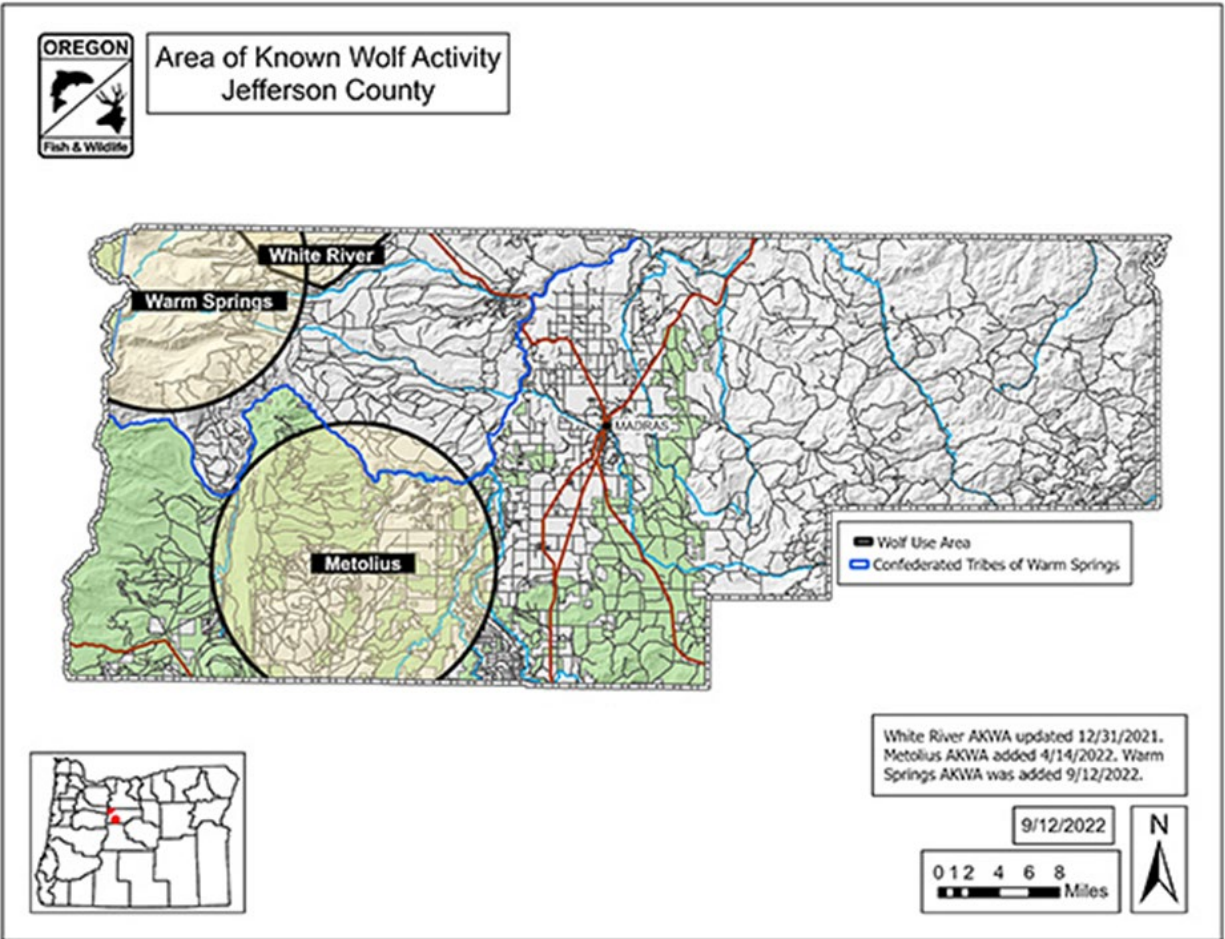 OREGON
Fish & Wildlife
Area of Known Wolf Activity
Jefferson County
White River
Warm Springs
MADRAS
Metolius
Wolf Use Area
Confederated Tribes of Warm Springs
White River AKWA updated 12/31/2021.
Metolius AKWA added 4/14/2022. Warm
Springs AKWA was added 9/12/2022.
9/12/2022
N
0 1 2 4 6 8
Miles